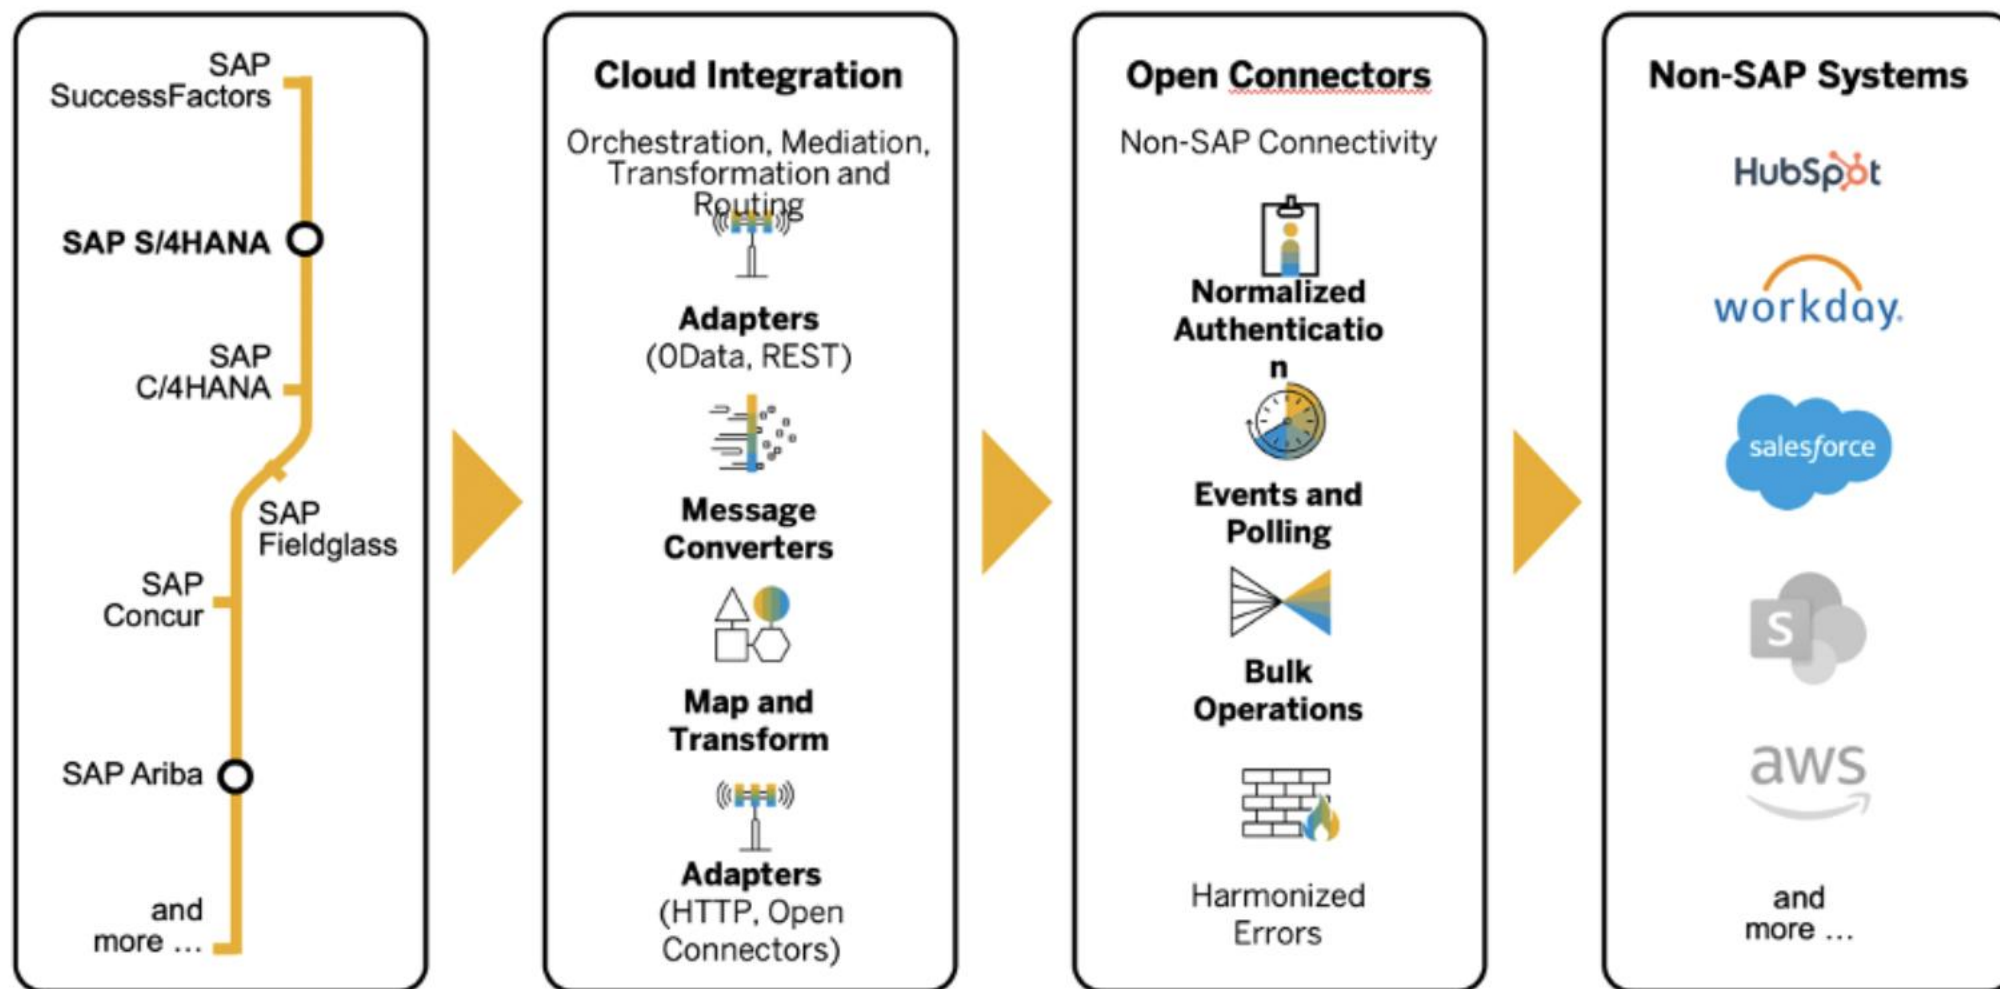 SAP
SuccessFactors
SAP S/4HANA
SAP
C/4HANA
SAP
Fieldglass
SAP
Concur
SAP Ariba
and
more ...
Cloud Integration
Orchestration, Mediation,
Transformation and
Routing
Adapters
(OData, REST)
Message
Converters
Map and
Transform
Adapters
(HTTP, Open
Connectors)
Open Connectors
Non-SAP Connectivity
Normalized
Authenticatio
n
Events and
Polling
Bulk
Operations
Harmonized
Errors
Non-SAP Systems
HubSpot
workday.
salesforce
S
aws
and
more ...